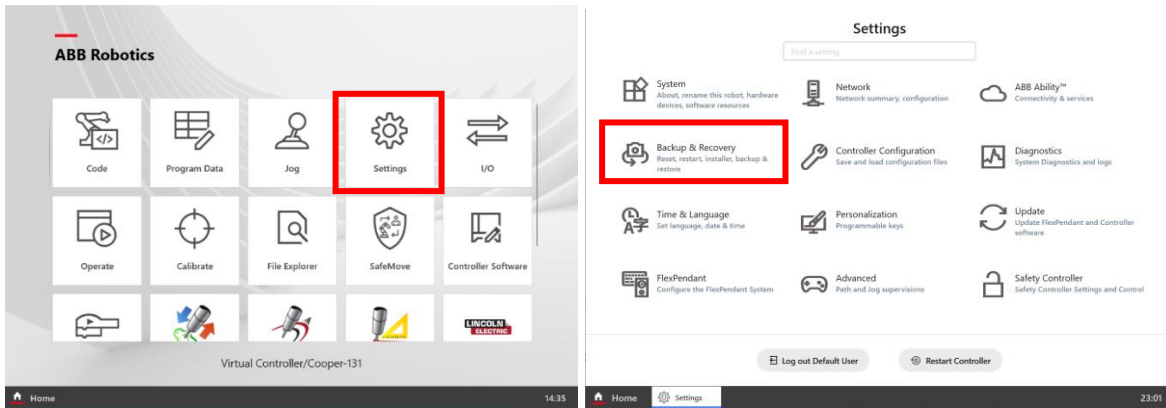 ABB Robotics
Code
Program Data
Jog
Settings
I/O
Operate
Calibrate
File Explorer
SafeMove
Controller Software
LINCOLN
ELECTRIC
Virtual Controller/Cooper-131
Home
14:35
Settings
Find a setting
System
About, rename this robot, hardware
devices, software resources
Network
Network summary, configuration
ABB Ability™
Connectivity & services
Backup & Recovery
Reset, restart, installer, backup &
restore
Controller Configuration
Save and load configuration files
Diagnostics
System Diagnostics and logs
Time & Language
Set language, date & time
Personalization
Programmable keys
Update
Update FlexPendant and Controller
software
FlexPendant
Configure the FlexPendant System
Advanced
Path and Jog supervisions
Safety Controller
Safety Controller Settings and Control
Log out Default User
Restart Controller
Home
Settings
23:01